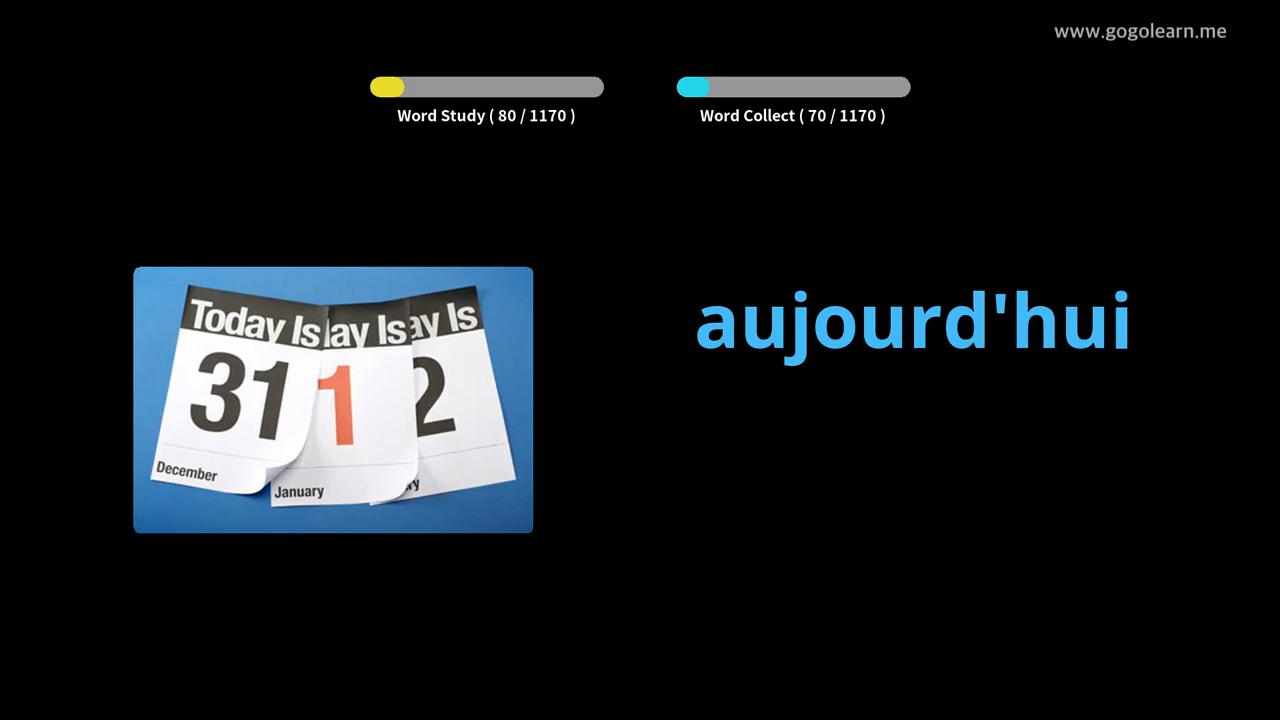 www.gogolearn.me
Word Study ( 80 / 1170 )
Word Collect ( 70 / 1170 )
aujourd'hui
Today Is
31
December
ay Is
1
January
ay Is
2
ry